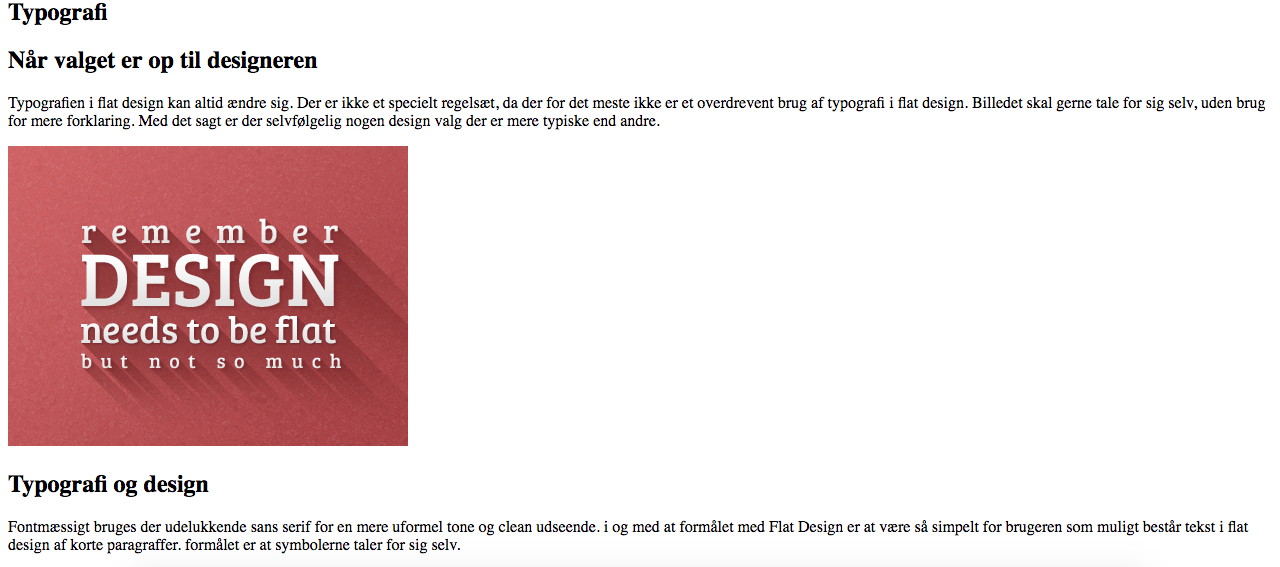 Typografi
Når valget er op til designeren
Typografien i flat design kan altid ændre sig. Der er ikke et specielt regelsæt, da der for det meste ikke er et overdrevent brug af typografi i flat design. Billedet skal gerne tale for sig selv, uden brug
for mere forklaring. Med det sagt er der selvfølgelig nogen design valg der er mere typiske end andre.
remember
DESIGN
needs to be flat
but not so much
Typografi og design
Fontmæssigt bruges der udelukkende sans serif for en mere uformel tone og clean udseende. i og med at formålet med Flat Design er at være så simpelt for brugeren som muligt består tekst i flat
design af korte paragraffer. formålet er at symbolerne taler for sig selv.